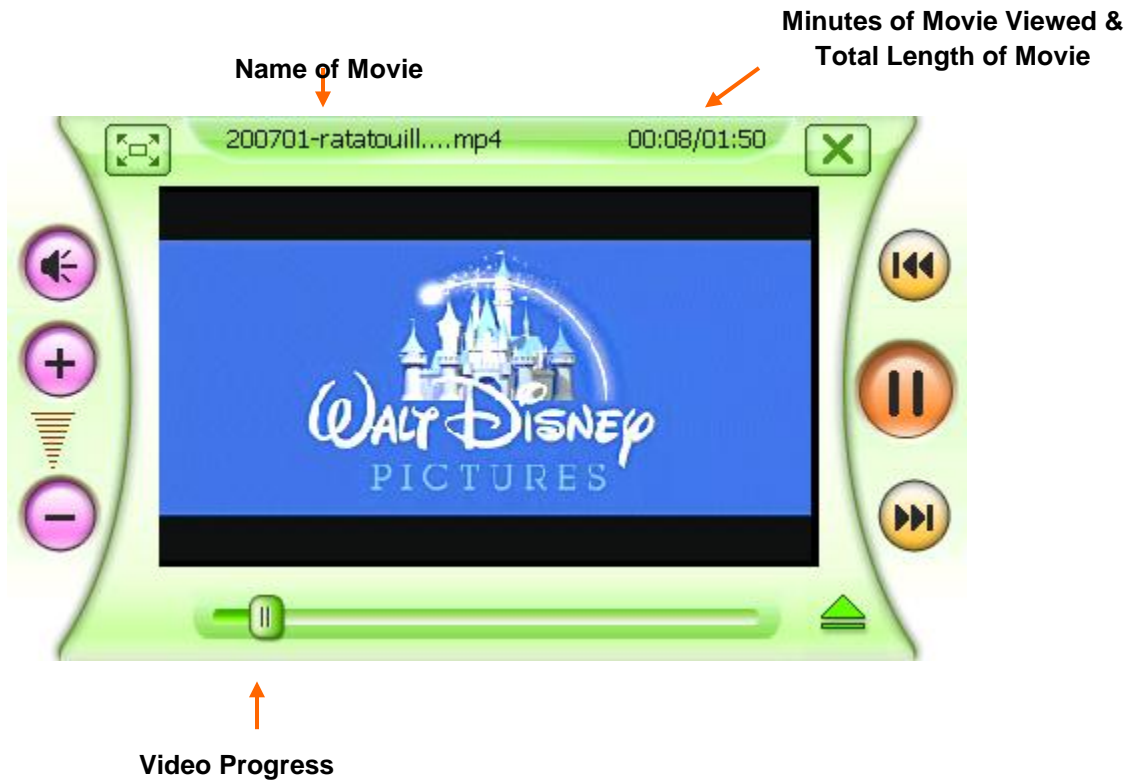 Minutes of Movie Viewed &
Total Length of Movie
Name of Movie
200701-ratatouill....mp4 00:08/01:50
WALT DISNEY
PICTURES
Video Progress